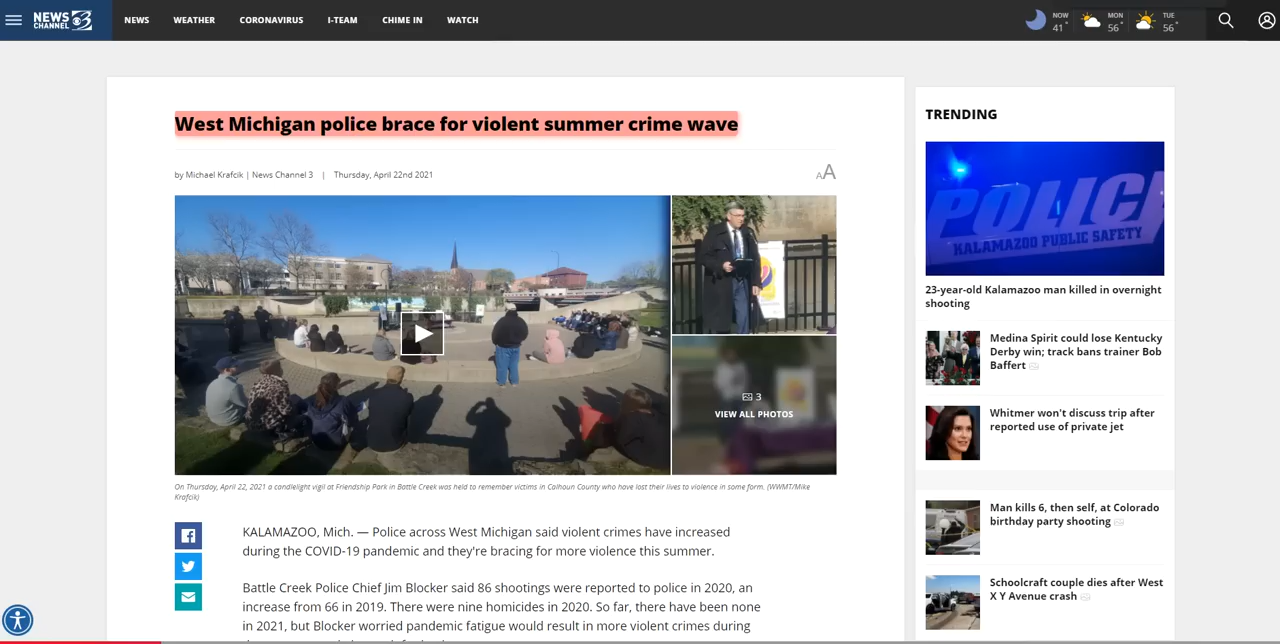 NEWS CHANNEL 3
NEWS
WEATHER
CORONAVIRUS
I-TEAM
CHIME IN
WATCH
NOW
41°
MON
56°
TUE
56°
West Michigan police brace for violent summer crime wave
by Michael Krafcik | News Channel 3 | Thursday, April 22nd 2021
AA
3
VIEW ALL PHOTOS
On Thursday, April 22, 2021 a candlelight vigil at Friendship Park in Battle Creek was held to remember victims in Calhoun County who have lost their lives to violence in some form. (WWMT/Mike
Krafcik)
KALAMAZOO, Mich. — Police across West Michigan said violent crimes have increased
during the COVID-19 pandemic and they're bracing for more violence this summer.
Battle Creek Police Chief Jim Blocker said 86 shootings were reported to police in 2020, an
increase from 66 in 2019. There were nine homicides in 2020. So far, there have been none
in 2021, but Blocker worried pandemic fatigue would result in more violent crimes during
TRENDING
POLICE
KALAMAZOO PUBLIC SAFETY
23-year-old Kalamazoo man killed in overnight
shooting
Medina Spirit could lose Kentucky
Derby win; track bans trainer Bob
Baffert
Whitmer won't discuss trip after
reported use of private jet
Man kills 6, then self, at Colorado
birthday party shooting
Schoolcraft couple dies after West
X Y Avenue crash